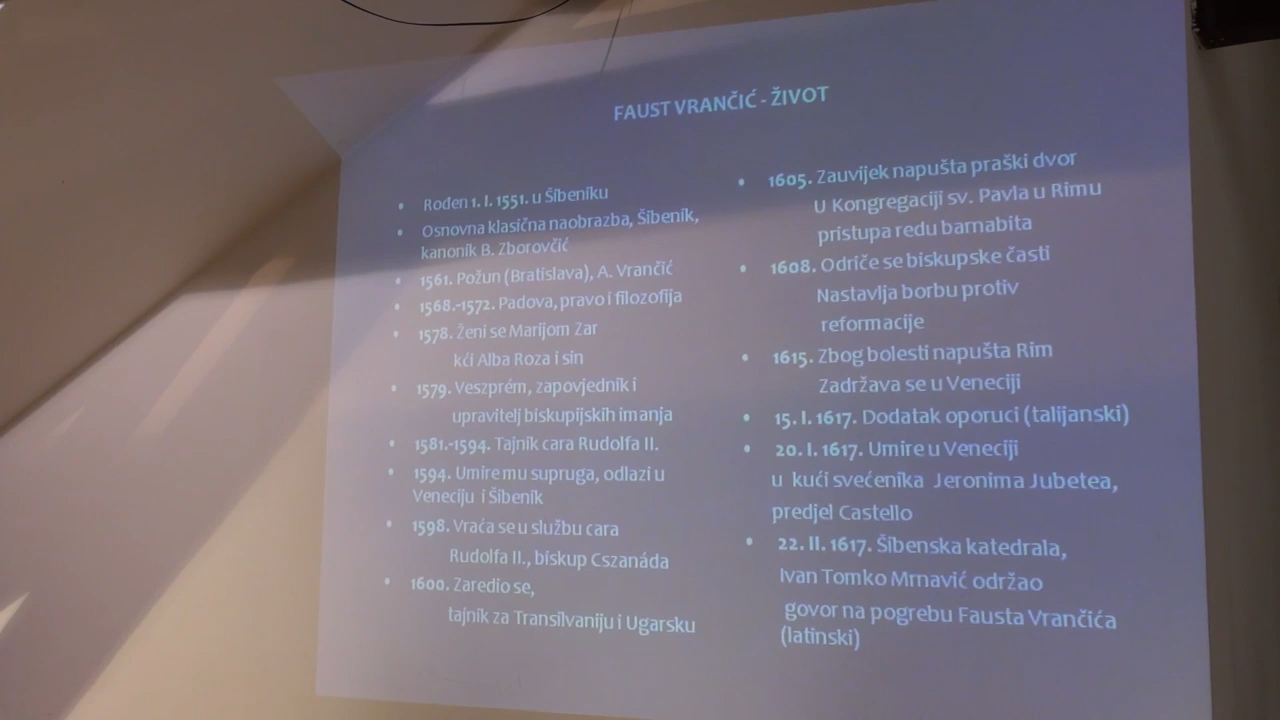 FAUST VRANČIĆ - ŽIVOT
• Rođen 1. I. 1551. u Šibeniku
• Osnovna klasična naobrazba, Šibenik,
kanonik B. Zborovčić
• 1561. Požun (Bratislava), A. Vrančić
• 1568.-1572. Padova, pravo i filozofija
• 1578. Ženi se Marijom Zar
kći Alba Roza i sin
• 1579. Veszprém, zapovjednik i
upravitelj biskupijskih imanja
• 1581.-1594. Tajnik cara Rudolfa II.
• 1594. Umire mu supruga, odlazi u
Veneciju i Šibenik
• 1598. Vraća se u službu cara
Rudolfa II., biskup Cszanáda
• 1600. Zaredio se,
tajnik za Transilvaniju i Ugarsku
• 1605. Zauvijek napušta praški dvor
U Kongregaciji sv. Pavla u Rimu
pristupa redu barnabita
• 1608. Odriče se biskupske časti
Nastavlja borbu protiv
reformacije
• 1615. Zbog bolesti napušta Rim
Zadržava se u Veneciji
• 15. I. 1617. Dodatak oporuci (talijanski)
• 20. I. 1617. Umire u Veneciji
u kući svećenika Jeronima Jubetea,
predjel Castello
• 22. II. 1617. Šibenska katedrala,
Ivan Tomko Mrnavić održao
govor na pogrebu Fausta Vrančića
(latinski)